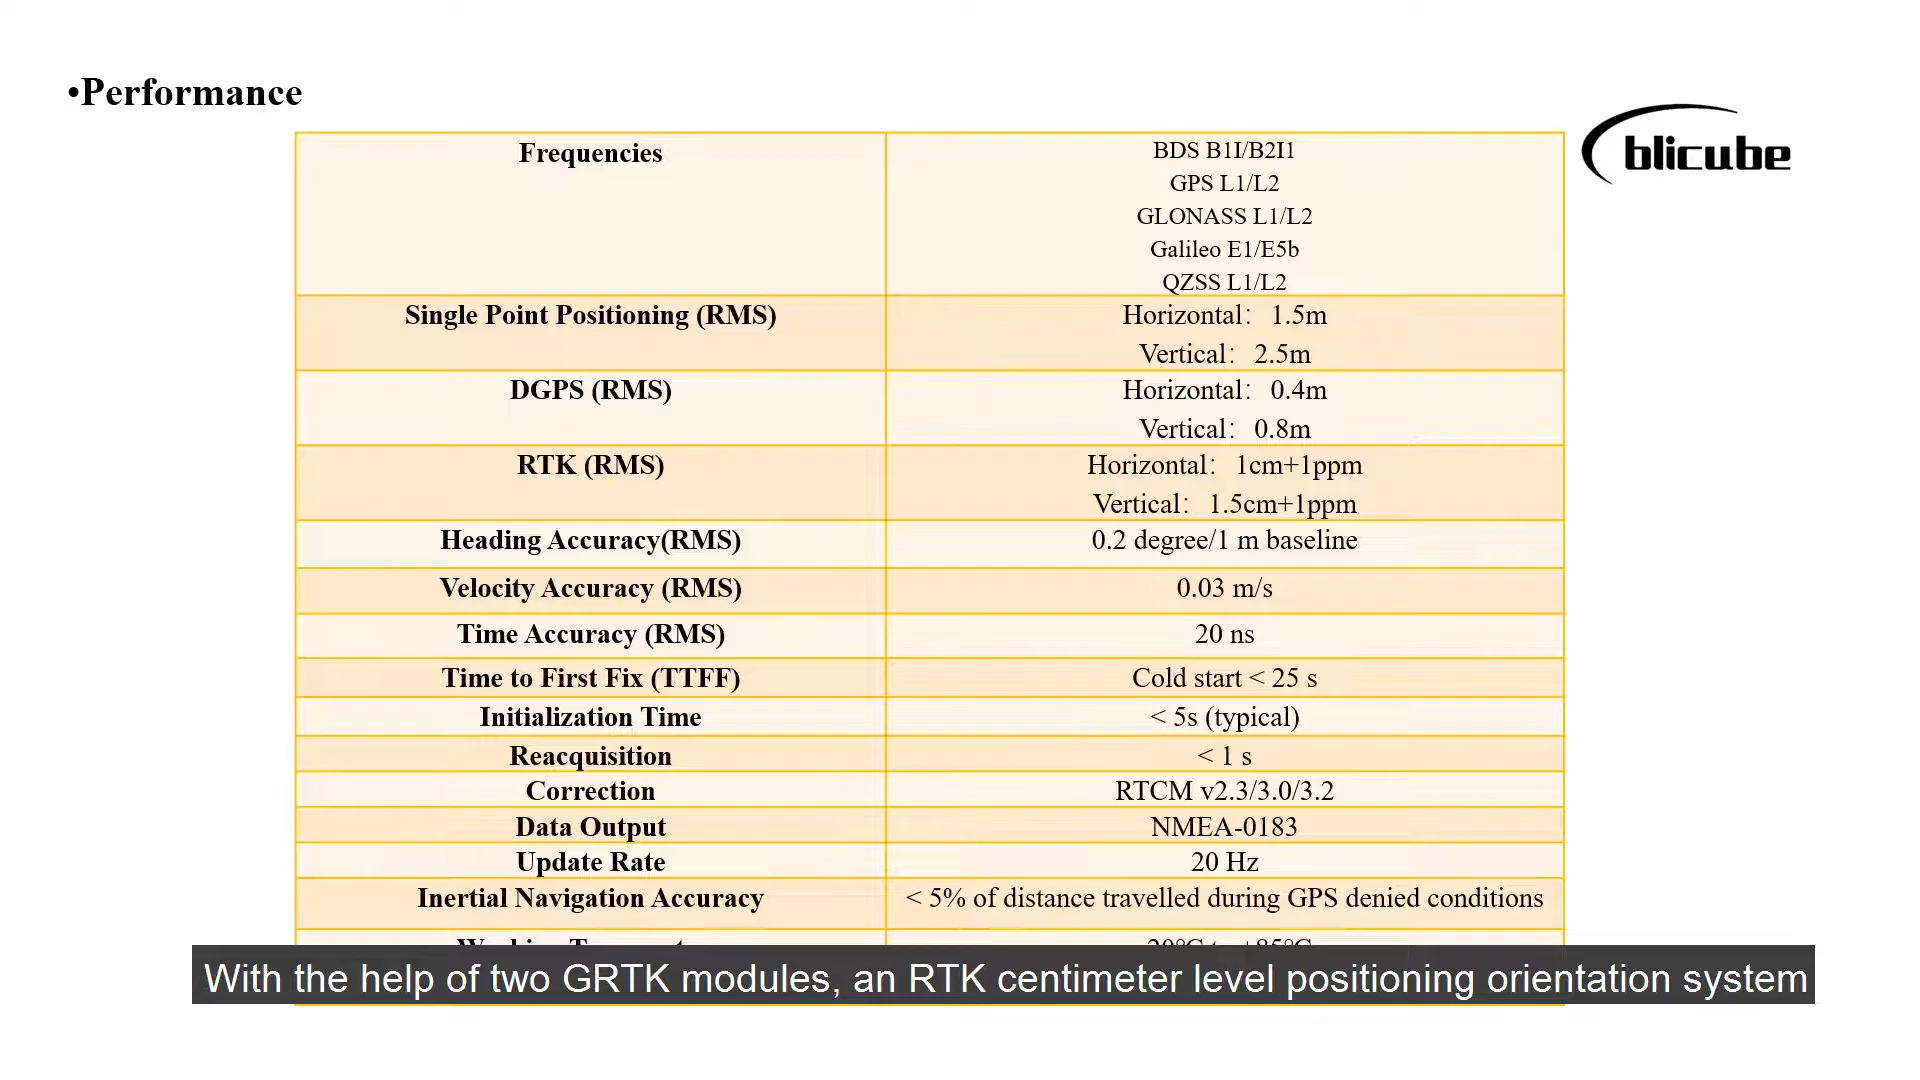 •Performance
blicube
Frequencies
BDS B1I/B2I1
GPS L1/L2
GLONASS L1/L2
Galileo E1/E5b
QZSS L1/L2
Single Point Positioning (RMS)
Horizontal： 1.5m
Vertical： 2.5m
DGPS (RMS)
Horizontal： 0.4m
Vertical： 0.8m
RTK (RMS)
Horizontal： 1cm+1ppm
Vertical： 1.5cm+1ppm
Heading Accuracy(RMS)
0.2 degree/1 m baseline
Velocity Accuracy (RMS)
0.03 m/s
Time Accuracy (RMS)
20 ns
Time to First Fix (TTFF)
Cold start < 25 s
Initialization Time
< 5s (typical)
Reacquisition
< 1 s
Correction
RTCM v2.3/3.0/3.2
Data Output
NMEA-0183
Update Rate
20 Hz
Inertial Navigation Accuracy
< 5% of distance travelled during GPS denied conditions
With the help of two GRTK modules, an RTK centimeter level positioning orientation system